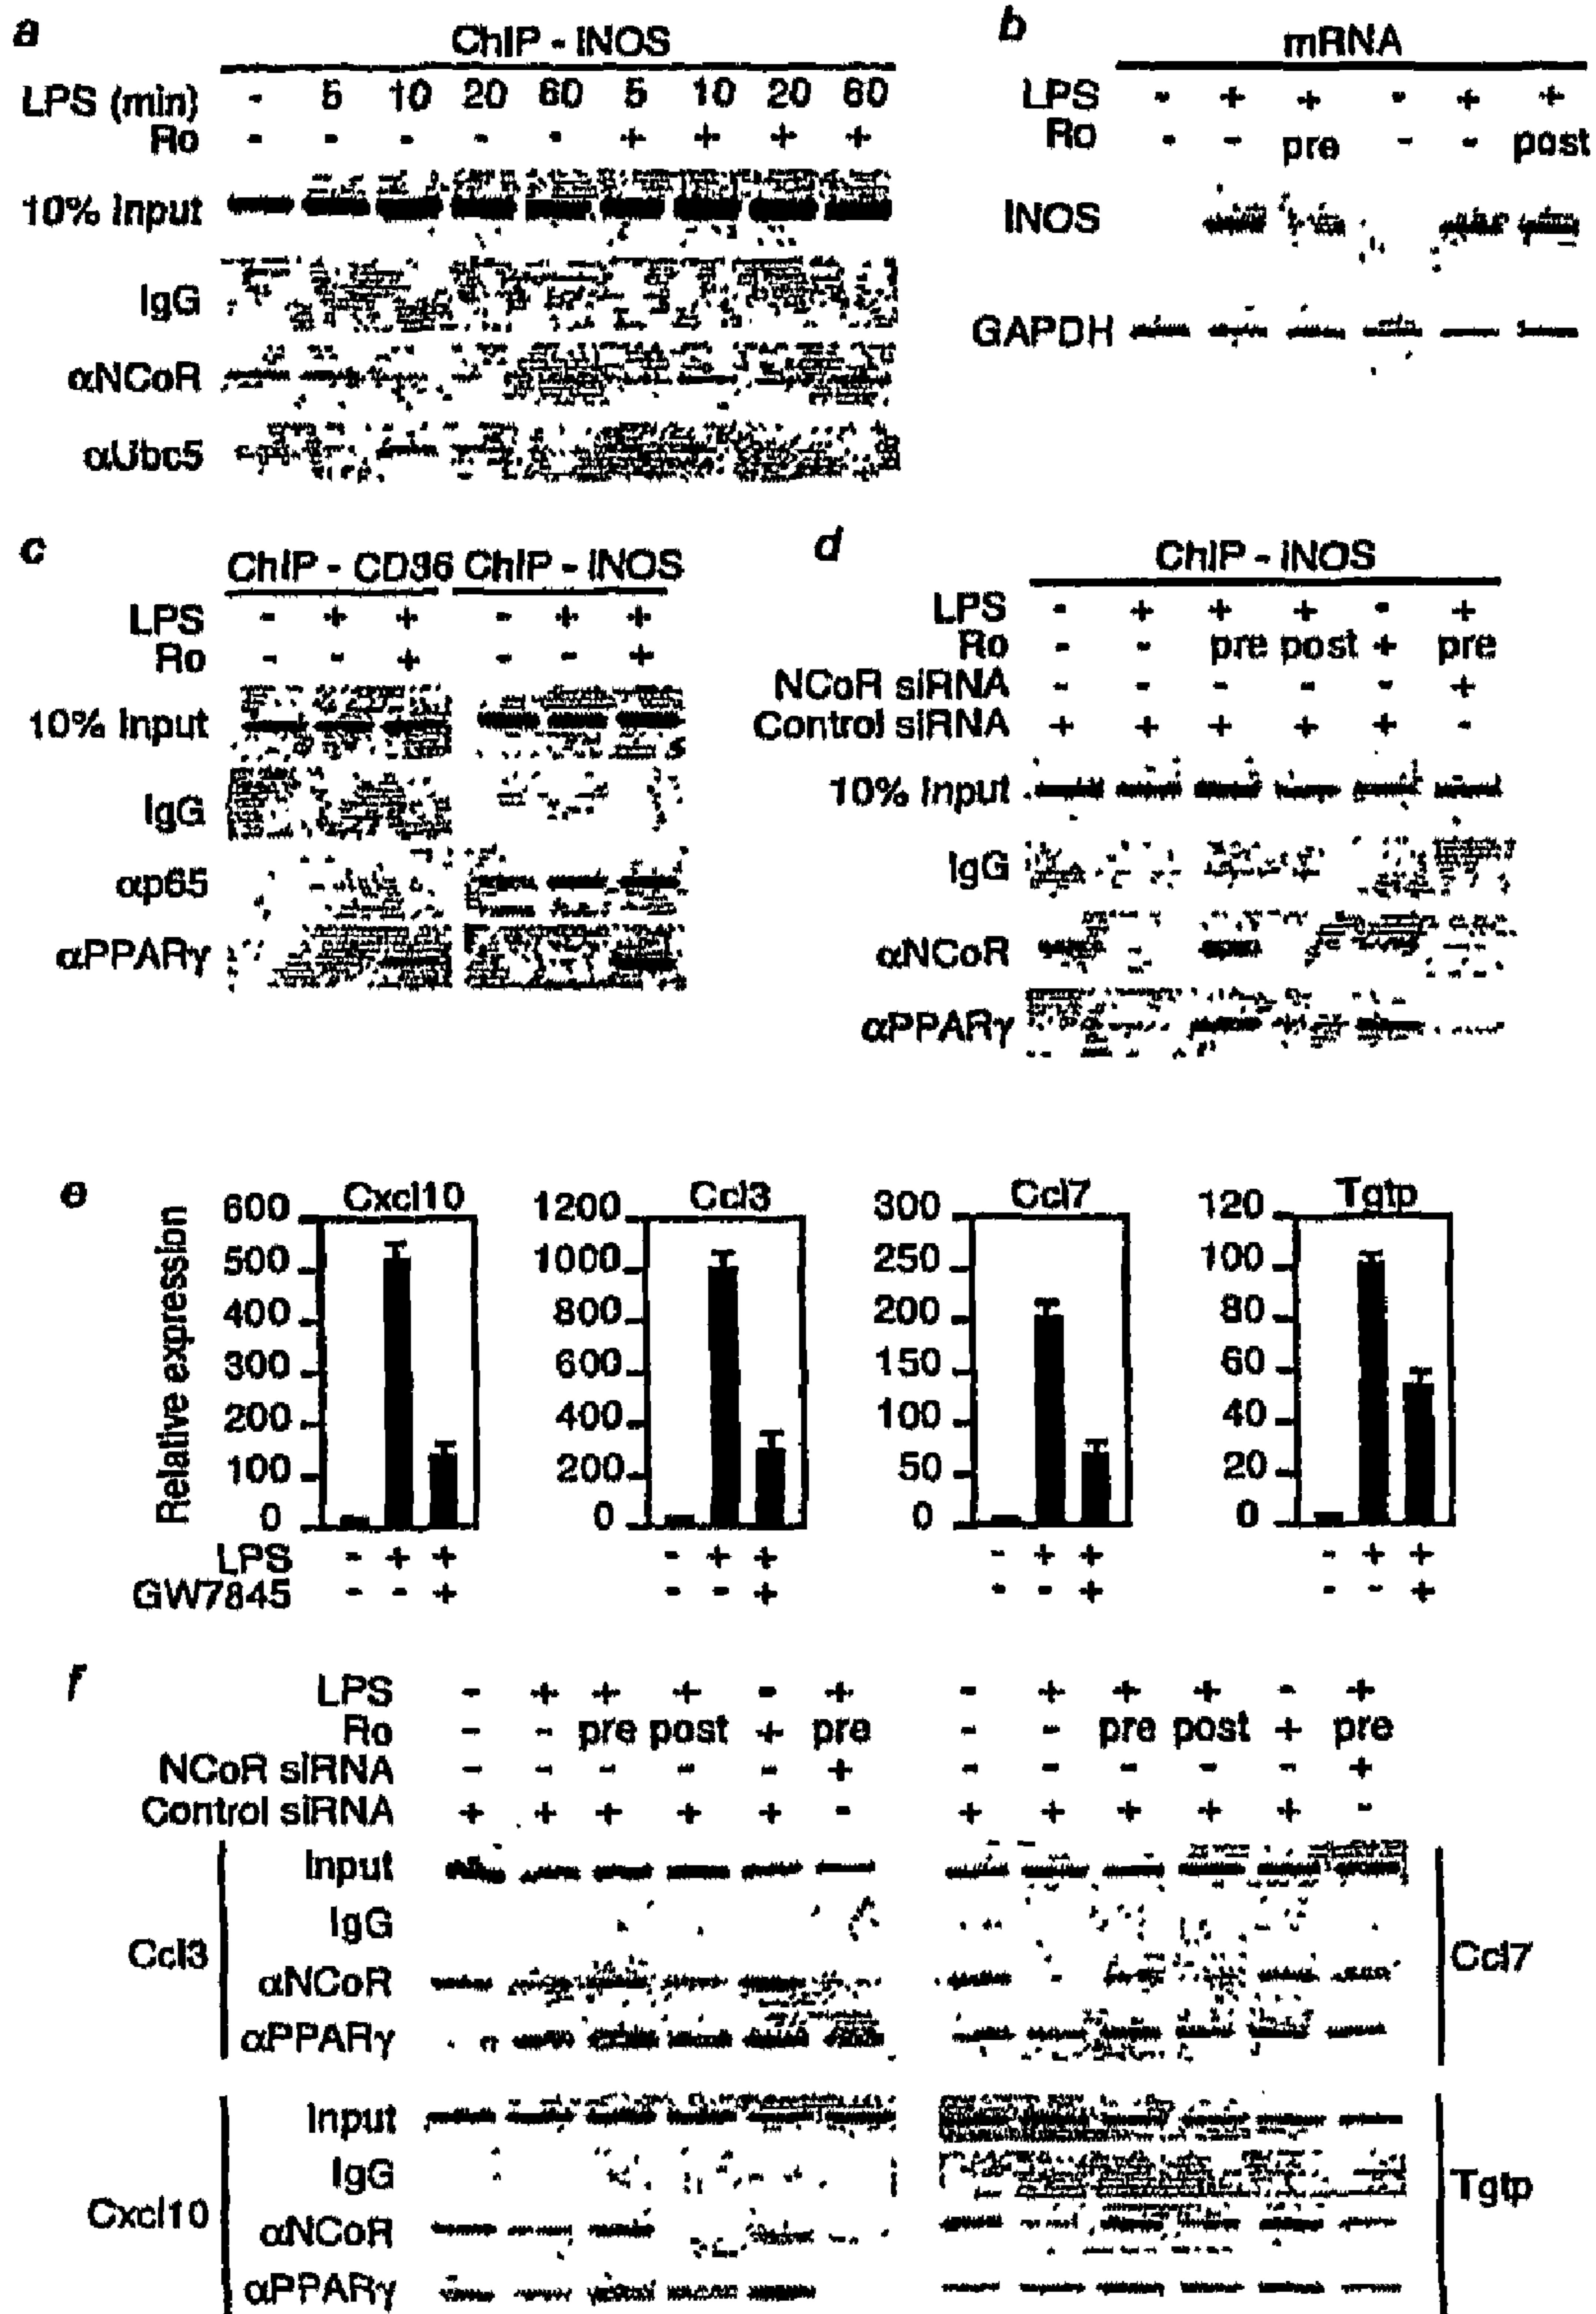 a
ChIP - INOS
LPS (min) - 5 10 20 60 5 10 20 60
Ro - - - - - + + + +
10% Input
IgG
αNCoR
αUbc5
b
mRNA
LPS - + + - + +
Ro - - pre - - post
INOS
GAPDH
c
ChIP - CD36 ChIP - INOS
LPS - + + - + +
Ro - - + - - +
10% Input
IgG
αp65
αPPARγ
d
ChIP - iNOS
LPS - + + + - +
Ro - - pre post + pre
NCoR siRNA - - - - - +
Control siRNA + + + + + -
10% Input
IgG
αNCoR
αPPARγ
e
Relative expression
Cxcl10
600
500
400
300
200
100
0
Ccl3
1200
1000
800
600
400
200
0
Ccl7
300
250
200
150
100
50
0
Tgtp
120
100
80
60
40
20
0
LPS - + + - + + - + + - + +
GW7845 - - + - - + - - + - - +
f
LPS - + + + - + - + + + - +
Ro - - pre post + pre - - pre post + pre
NCoR siRNA - - - - - + - - - - - +
Control siRNA + + + + + - + + + + + -
Ccl3
Input
IgG
αNCoR
αPPARγ
Ccl7
Cxcl10
Input
IgG
αNCoR
αPPARγ
Tgtp